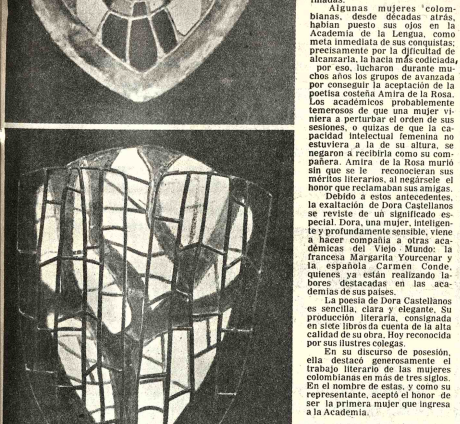 Algunas mujeres colom-
bianas, desde décadas atrás,
habían puesto sus ojos en la
Academia de la Lengua, como
meta inmediata de sus conquistas;
precisamente por la dificultad de
alcanzarla, la hacía más codiciada,
por eso, lucharon durante mu-
chos años los grupos de avanzada
por conseguir la aceptación de la
poetisa costeña Amira de la Rosa.
Los académicos probablemente
temerosos de que una mujer vi-
niera a perturbar el orden de sus
sesiones, o quizas de que la ca-
pacidad intelectual femenina no
estuviera a la de su altura, se
negaron a recibirla como su com-
pañera. Amira de la Rosa murió
sin que se le reconocieran sus
méritos literarios, al negársele el
honor que reclamaban sus amigas.
Debido a estos antecedentes,
la exaltación de Dora Castellanos
se reviste de un significado es-
pecial. Dora, una mujer, inteligen-
te y profundamente sensible, viene
a hacer compañía a otras aca-
démicas del Viejo Mundo: la
francesa Margarita Yourcenar y
la española Carmen Conde,
quienes ya están realizando la-
bores destacadas en las aca-
demias de sus países.
La poesía de Dora Castellanos
es sencilla, clara y elegante. Su
producción literaria, consignada
en siete libros da cuenta de la alta
calidad de su obra. Hoy reconocida
por sus ilustres colegas.
En su discurso de posesión,
ella destacó generosamente el
trabajo literario de las mujeres
colombianas en más de tres siglos.
En el nombre de estas, y como su
representante, aceptó el honor de
ser la primera mujer que ingresa
a la Academia.